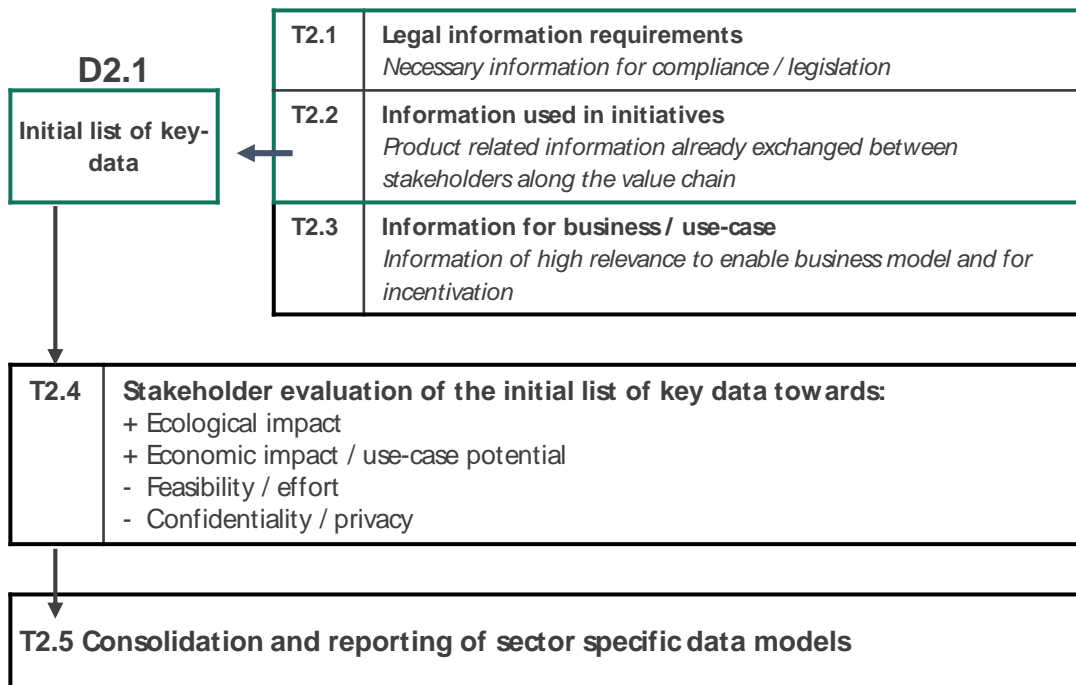 D2.1
Initial list of key-
data
T2.1 Legal information requirements
Necessary information for compliance / legislation
T2.2 Information used in initiatives
Product related information already exchanged between
stakeholders along the value chain
T2.3 Information for business / use-case
Information of high relevance to enable business model and for
incentivation
T2.4 Stakeholder evaluation of the initial list of key data towards:
+ Ecological impact
+ Economic impact / use-case potential
- Feasibility / effort
- Confidentiality / privacy
T2.5 Consolidation and reporting of sector specific data models